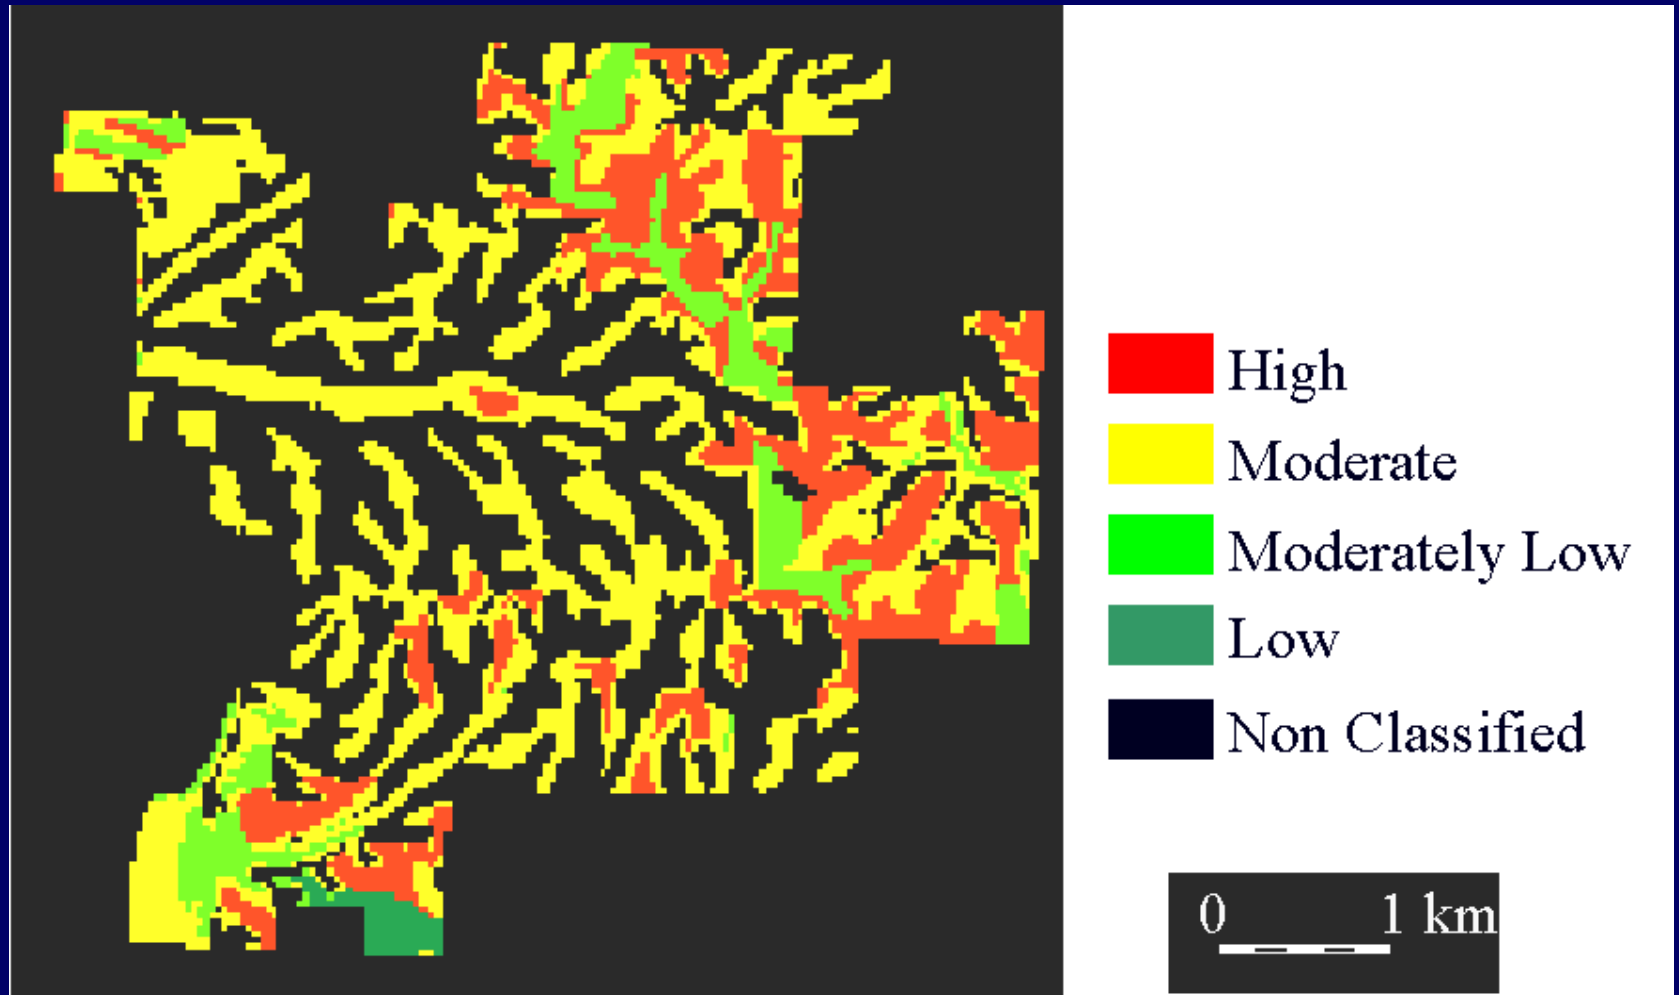 High
Moderate
Moderately Low
Low
Non Classified
0 1 km